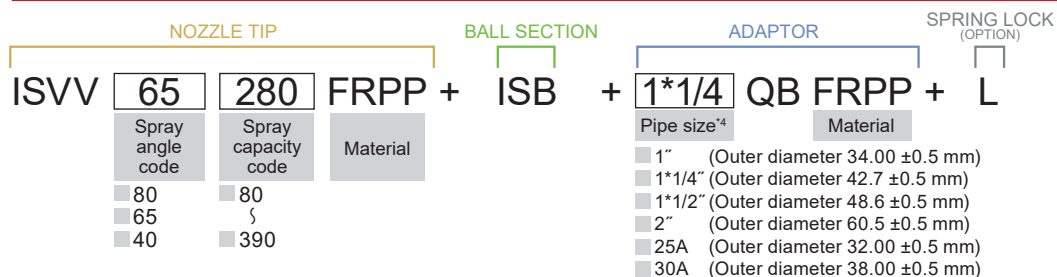 NOZZLE TIP BALL SECTION ADAPTOR SPRING LOCK
(OPTION)
ISVV 65 280 FRPP + ISB + 1*1/4 QB FRPP + L
Spray angle code Spray capacity code Material Pipe size*4 Material
80 80 1″ (Outer diameter 34.00 ±0.5 mm)
65 ~ 1*1/4″ (Outer diameter 42.7 ±0.5 mm)
40 390 1*1/2″ (Outer diameter 48.6 ±0.5 mm)
2″ (Outer diameter 60.5 ±0.5 mm)
25A (Outer diameter 32.00 ±0.5 mm)
30A (Outer diameter 38.00 ±0.5 mm)